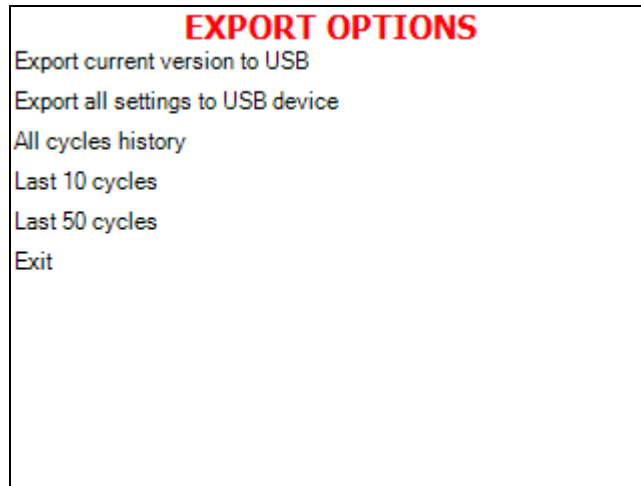 EXPORT OPTIONS
Export current version to USB
Export all settings to USB device
All cycles history
Last 10 cycles
Last 50 cycles
Exit